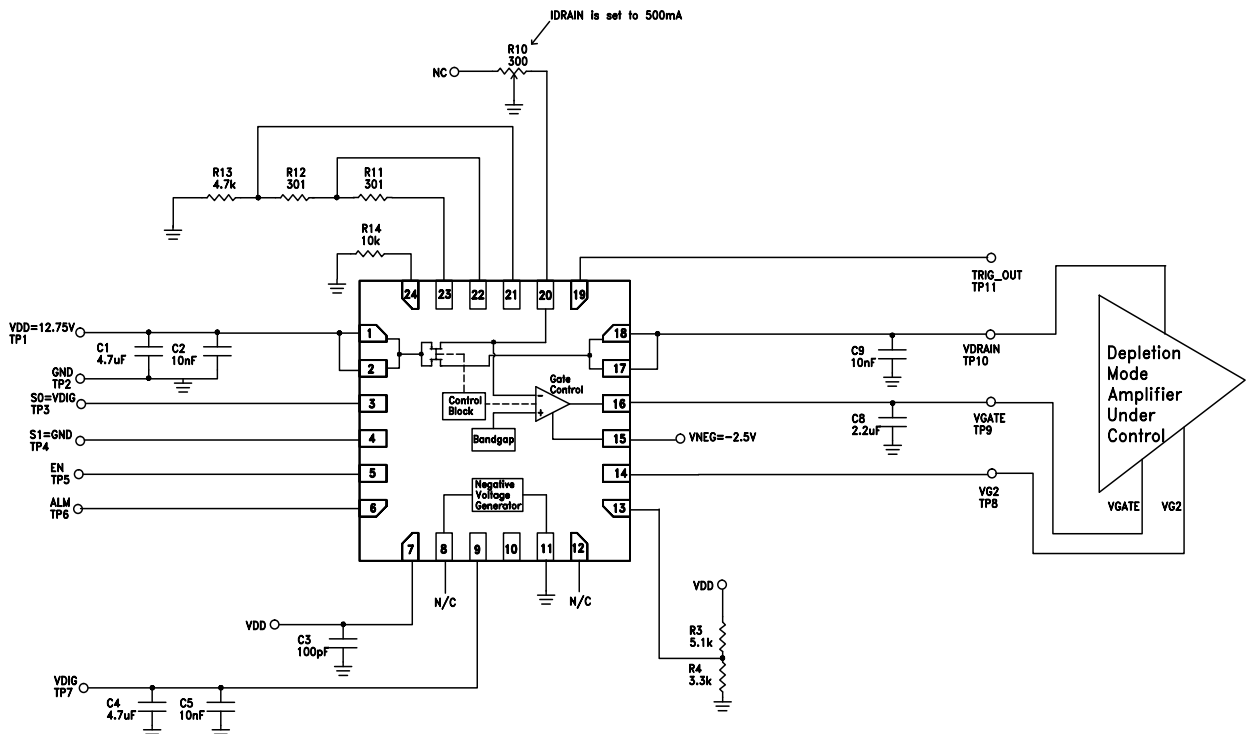 IDRAIN is set to 500mA
R10
300
NC
R13
4.7k
R12
301
R11
301
R14
10k
24
23
22
21
20
19
TRIG_OUT
TP11
VDD=12.75V
TP1
C1
4.7uF
C2
10nF
GND
TP2
S0=VDIG
TP3
S1=GND
TP4
EN
TP5
ALM
TP6
1
2
3
4
5
6
Control
Block
Gate
Control
-
+
Bandgap
Negative
Voltage
Generator
18
17
16
15
14
13
VDRAIN
TP10
C9
10nF
VGATE
TP9
C8
2.2uF
VNEG=-2.5V
VG2
TP8
Depletion
Mode
Amplifier
Under
Control
VGATE
VG2
7
8
9
10
11
12
N/C
N/C
VDD
C3
100pF
VDIG
TP7
C4
4.7uF
C5
10nF
VDD
R3
5.1k
R4
3.3k